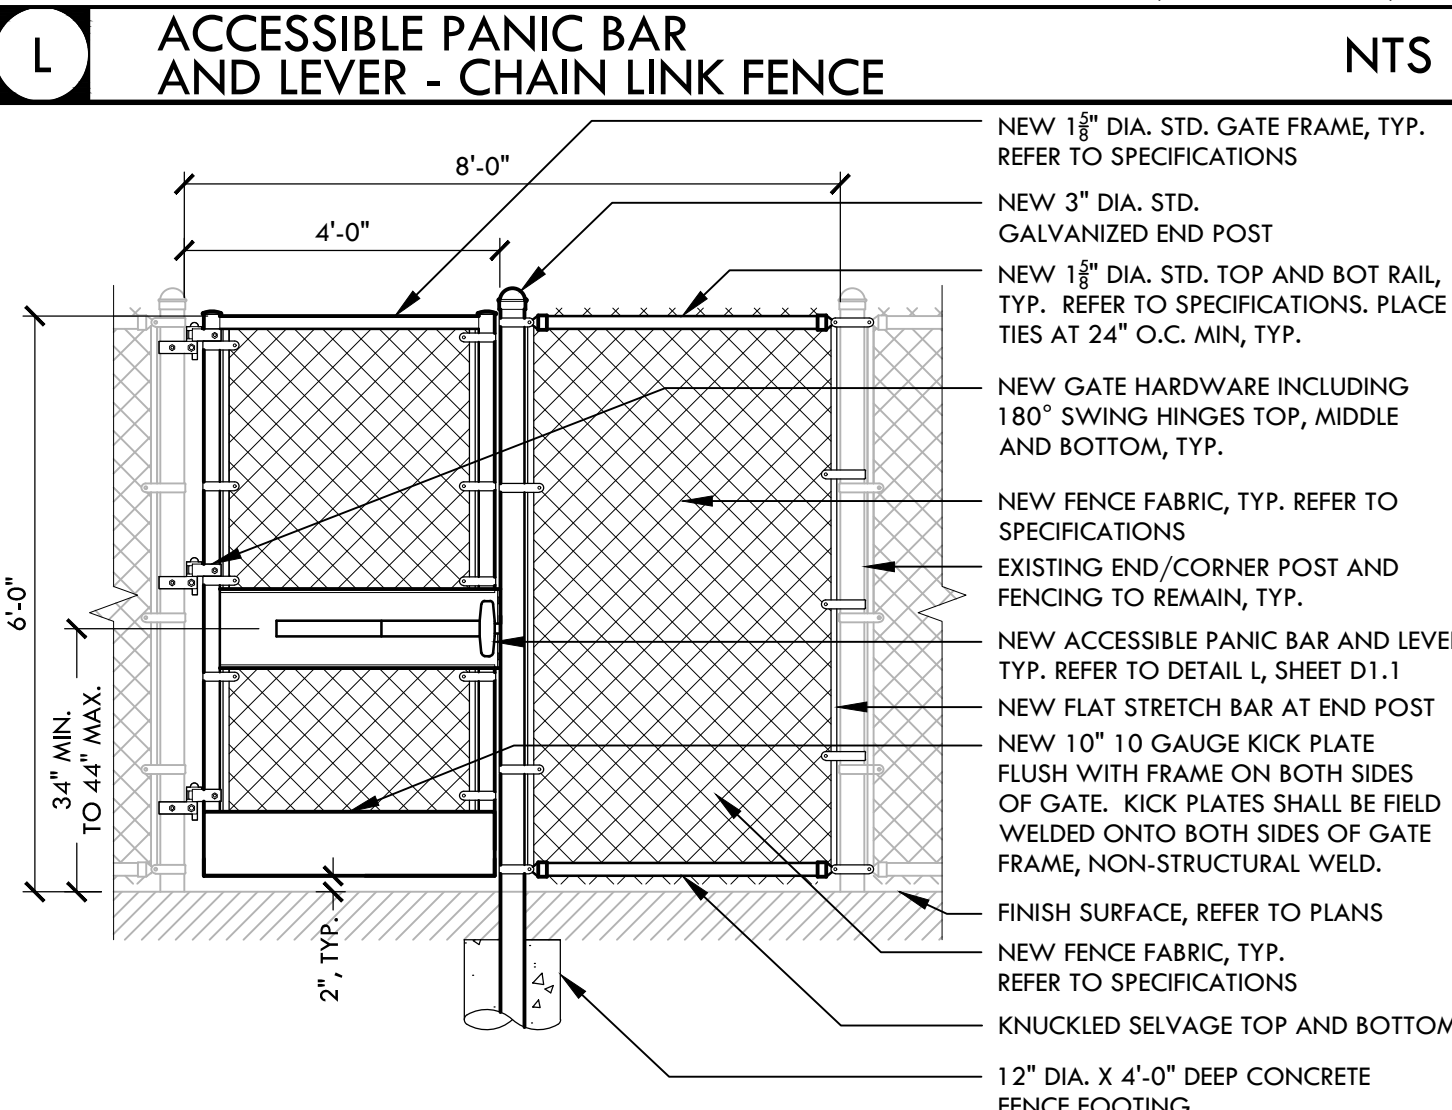 L
ACCESSIBLE PANIC BAR
AND LEVER - CHAIN LINK FENCE
NTS
NEW 1⅝" DIA. STD. GATE FRAME, TYP.
REFER TO SPECIFICATIONS
8'-0"
NEW 3" DIA. STD.
GALVANIZED END POST
4'-0"
NEW 1⅝" DIA. STD. TOP AND BOT RAIL,
TYP. REFER TO SPECIFICATIONS. PLACE
TIES AT 24" O.C. MIN, TYP.
NEW GATE HARDWARE INCLUDING
180° SWING HINGES TOP, MIDDLE
AND BOTTOM, TYP.
NEW FENCE FABRIC, TYP. REFER TO
SPECIFICATIONS
EXISTING END/CORNER POST AND
FENCING TO REMAIN, TYP.
6'-0"
NEW ACCESSIBLE PANIC BAR AND LEVER
TYP. REFER TO DETAIL L, SHEET D1.1
NEW FLAT STRETCH BAR AT END POST
34" MIN.
TO 44" MAX.
NEW 10" 10 GAUGE KICK PLATE
FLUSH WITH FRAME ON BOTH SIDES
OF GATE. KICK PLATES SHALL BE FIELD
WELDED ONTO BOTH SIDES OF GATE
FRAME, NON-STRUCTURAL WELD.
FINISH SURFACE, REFER TO PLANS
2", TYP.
NEW FENCE FABRIC, TYP.
REFER TO SPECIFICATIONS
KNUCKLED SELVAGE TOP AND BOTTOM
12" DIA. X 4'-0" DEEP CONCRETE
FENCE FOOTING